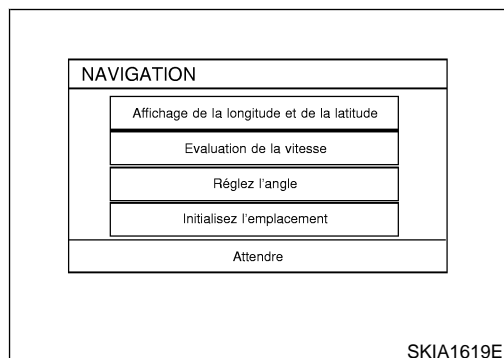 NAVIGATION
Affichage de la longitude et de la latitude
Evaluation de la vitesse
Réglez l'angle
Initialisez l'emplacement
Attendre
SKIA1619E